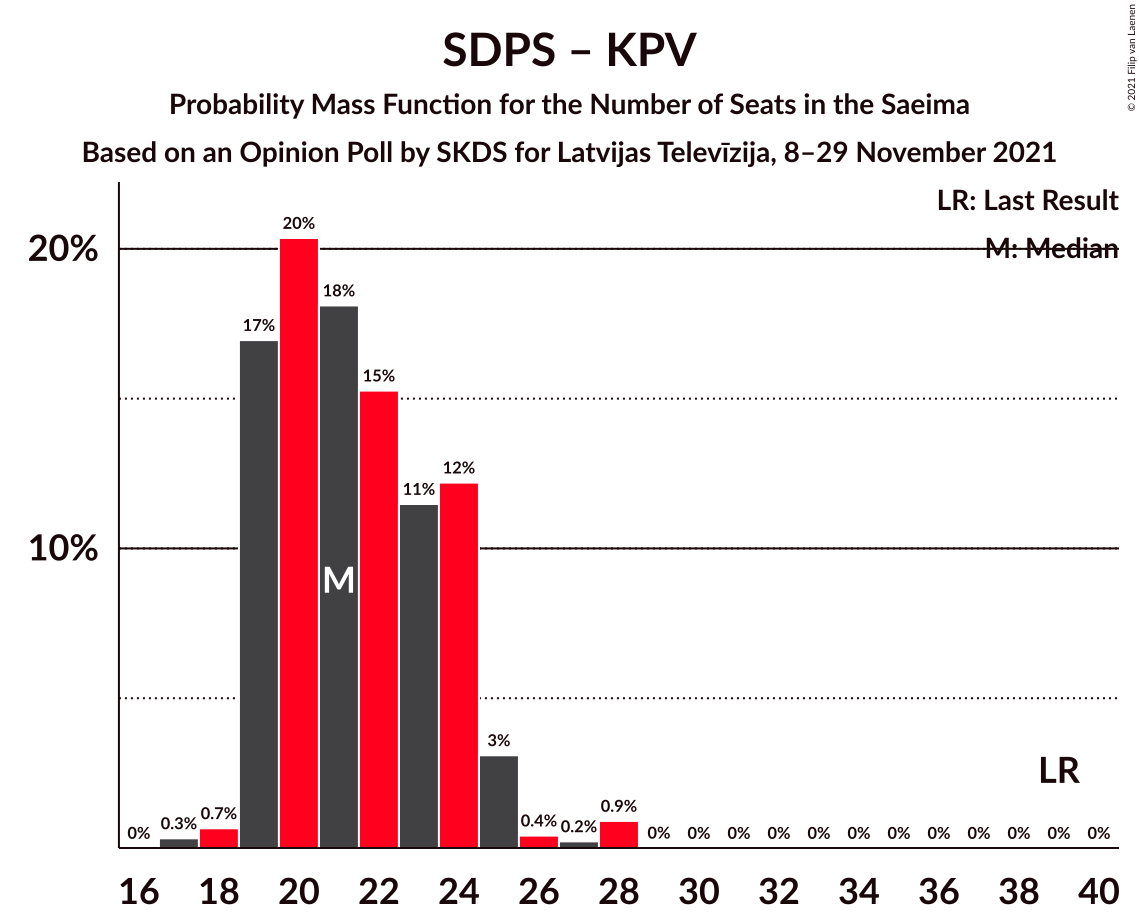 SDPS – KPV
Probability Mass Function for the Number of Seats in the Saeima
Based on an Opinion Poll by SKDS for Latvijas Televīzija, 8–29 November 2021
© 2021 Filip van Laenen
LR: Last Result
M: Median
20%
10%
0% 0.3% 0.7% 17% 20% 18% 15% 11% 12% 3% 0.4% 0.2% 0.9% 0% 0% 0% 0% 0% 0% 0% 0% 0% 0% 0% 0%
M
LR
16 18 20 22 24 26 28 30 32 34 36 38 40